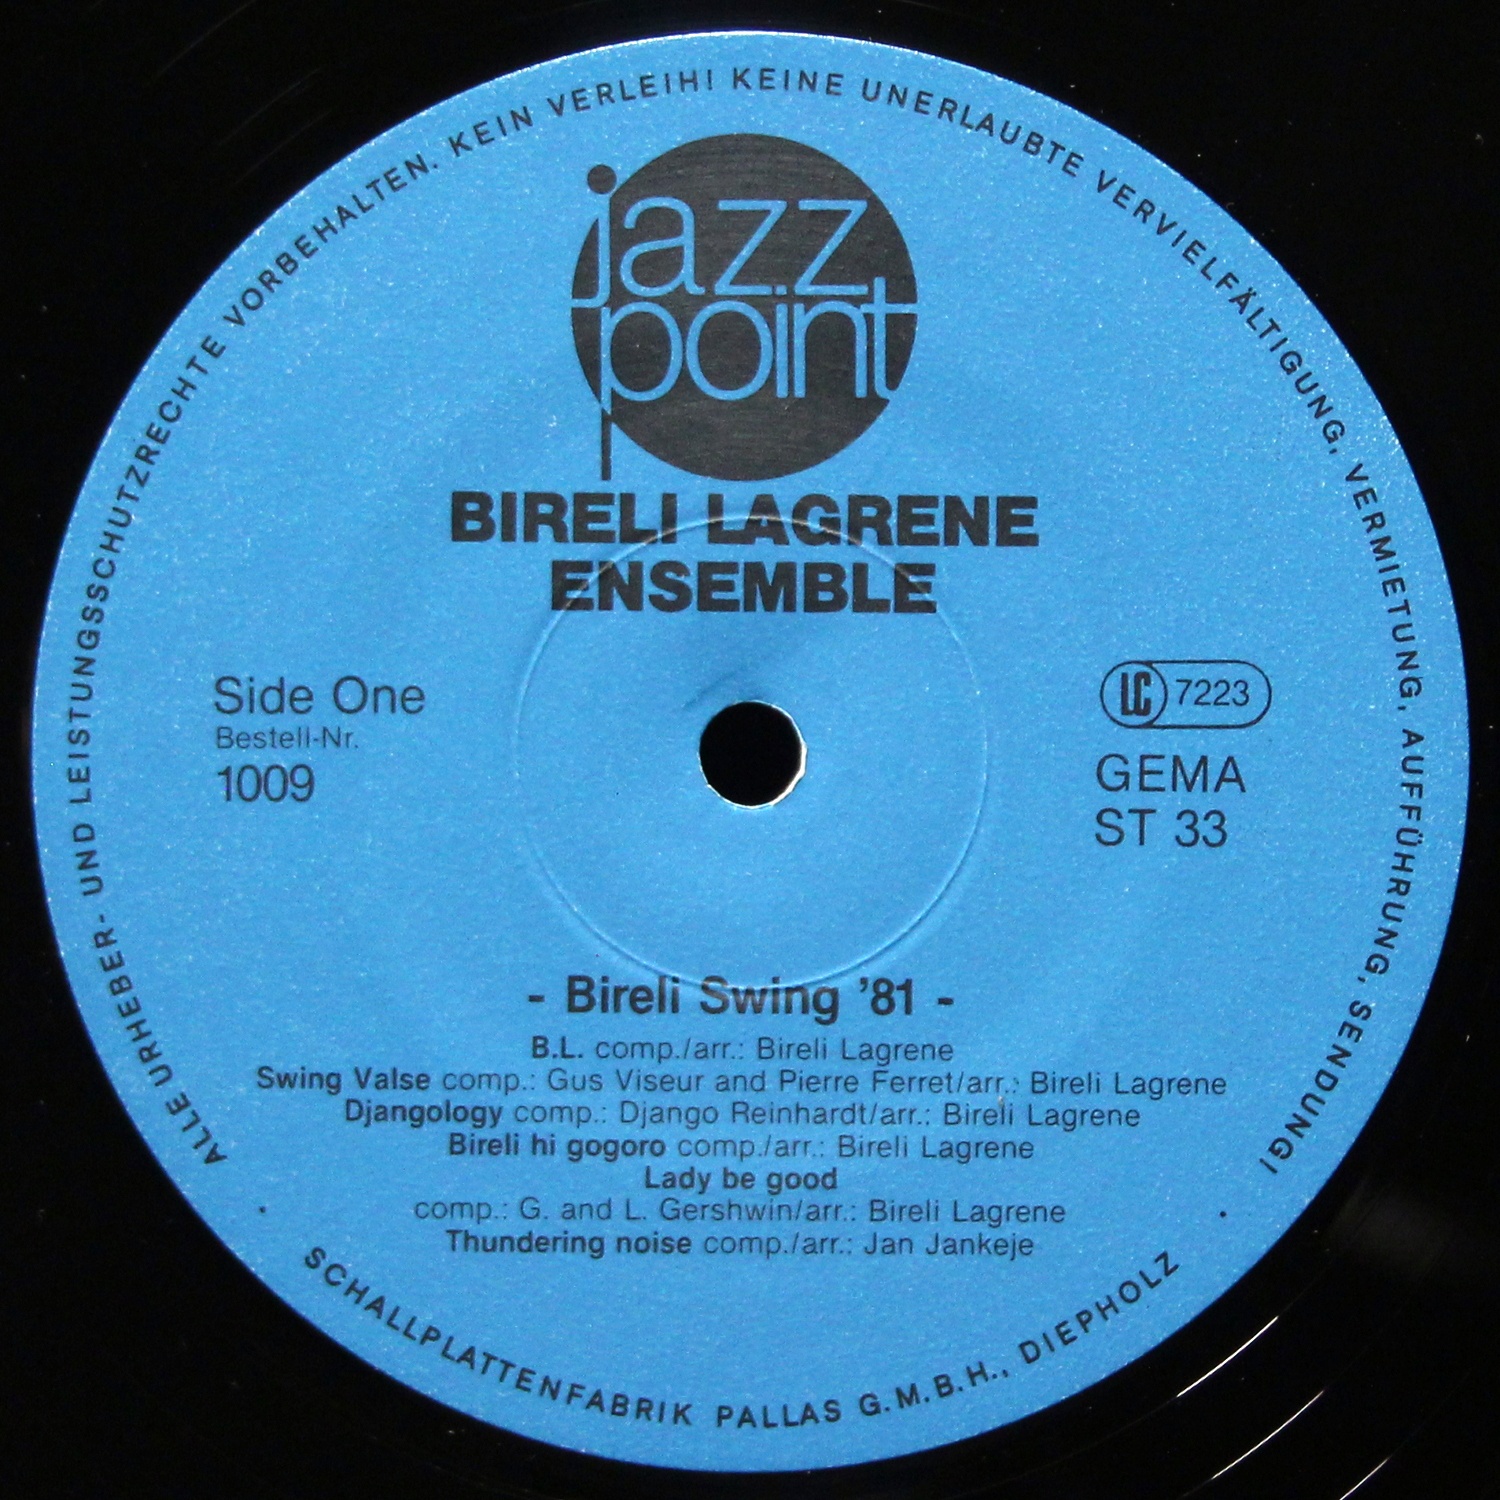 ALLE URHEBER- UND LEISTUNGSSCHUTZRECHTE VORBEHALTEN. KEIN VERLEIH! KEINE UNERLAUBTE VERVIELFÄLTIGUNG, VERMIETUNG, AUFFÜHRUNG, SENDUNG!
jazz
point
BIRELI LAGRENE
ENSEMBLE
Side One
Bestell-Nr.
1009
LC 7223
GEMA
ST 33
- Bireli Swing '81 -
B.L. comp./arr.: Bireli Lagrene
Swing Valse comp.: Gus Viseur and Pierre Ferret/arr.: Bireli Lagrene
Djangology comp.: Django Reinhardt/arr.: Bireli Lagrene
Bireli hi gogoro comp./arr.: Bireli Lagrene
Lady be good
comp.: G. and L. Gershwin/arr.: Bireli Lagrene
Thundering noise comp./arr.: Jan Jankeje
SCHALLPLATTENFABRIK PALLAS G.M.B.H., DIEPHOLZ